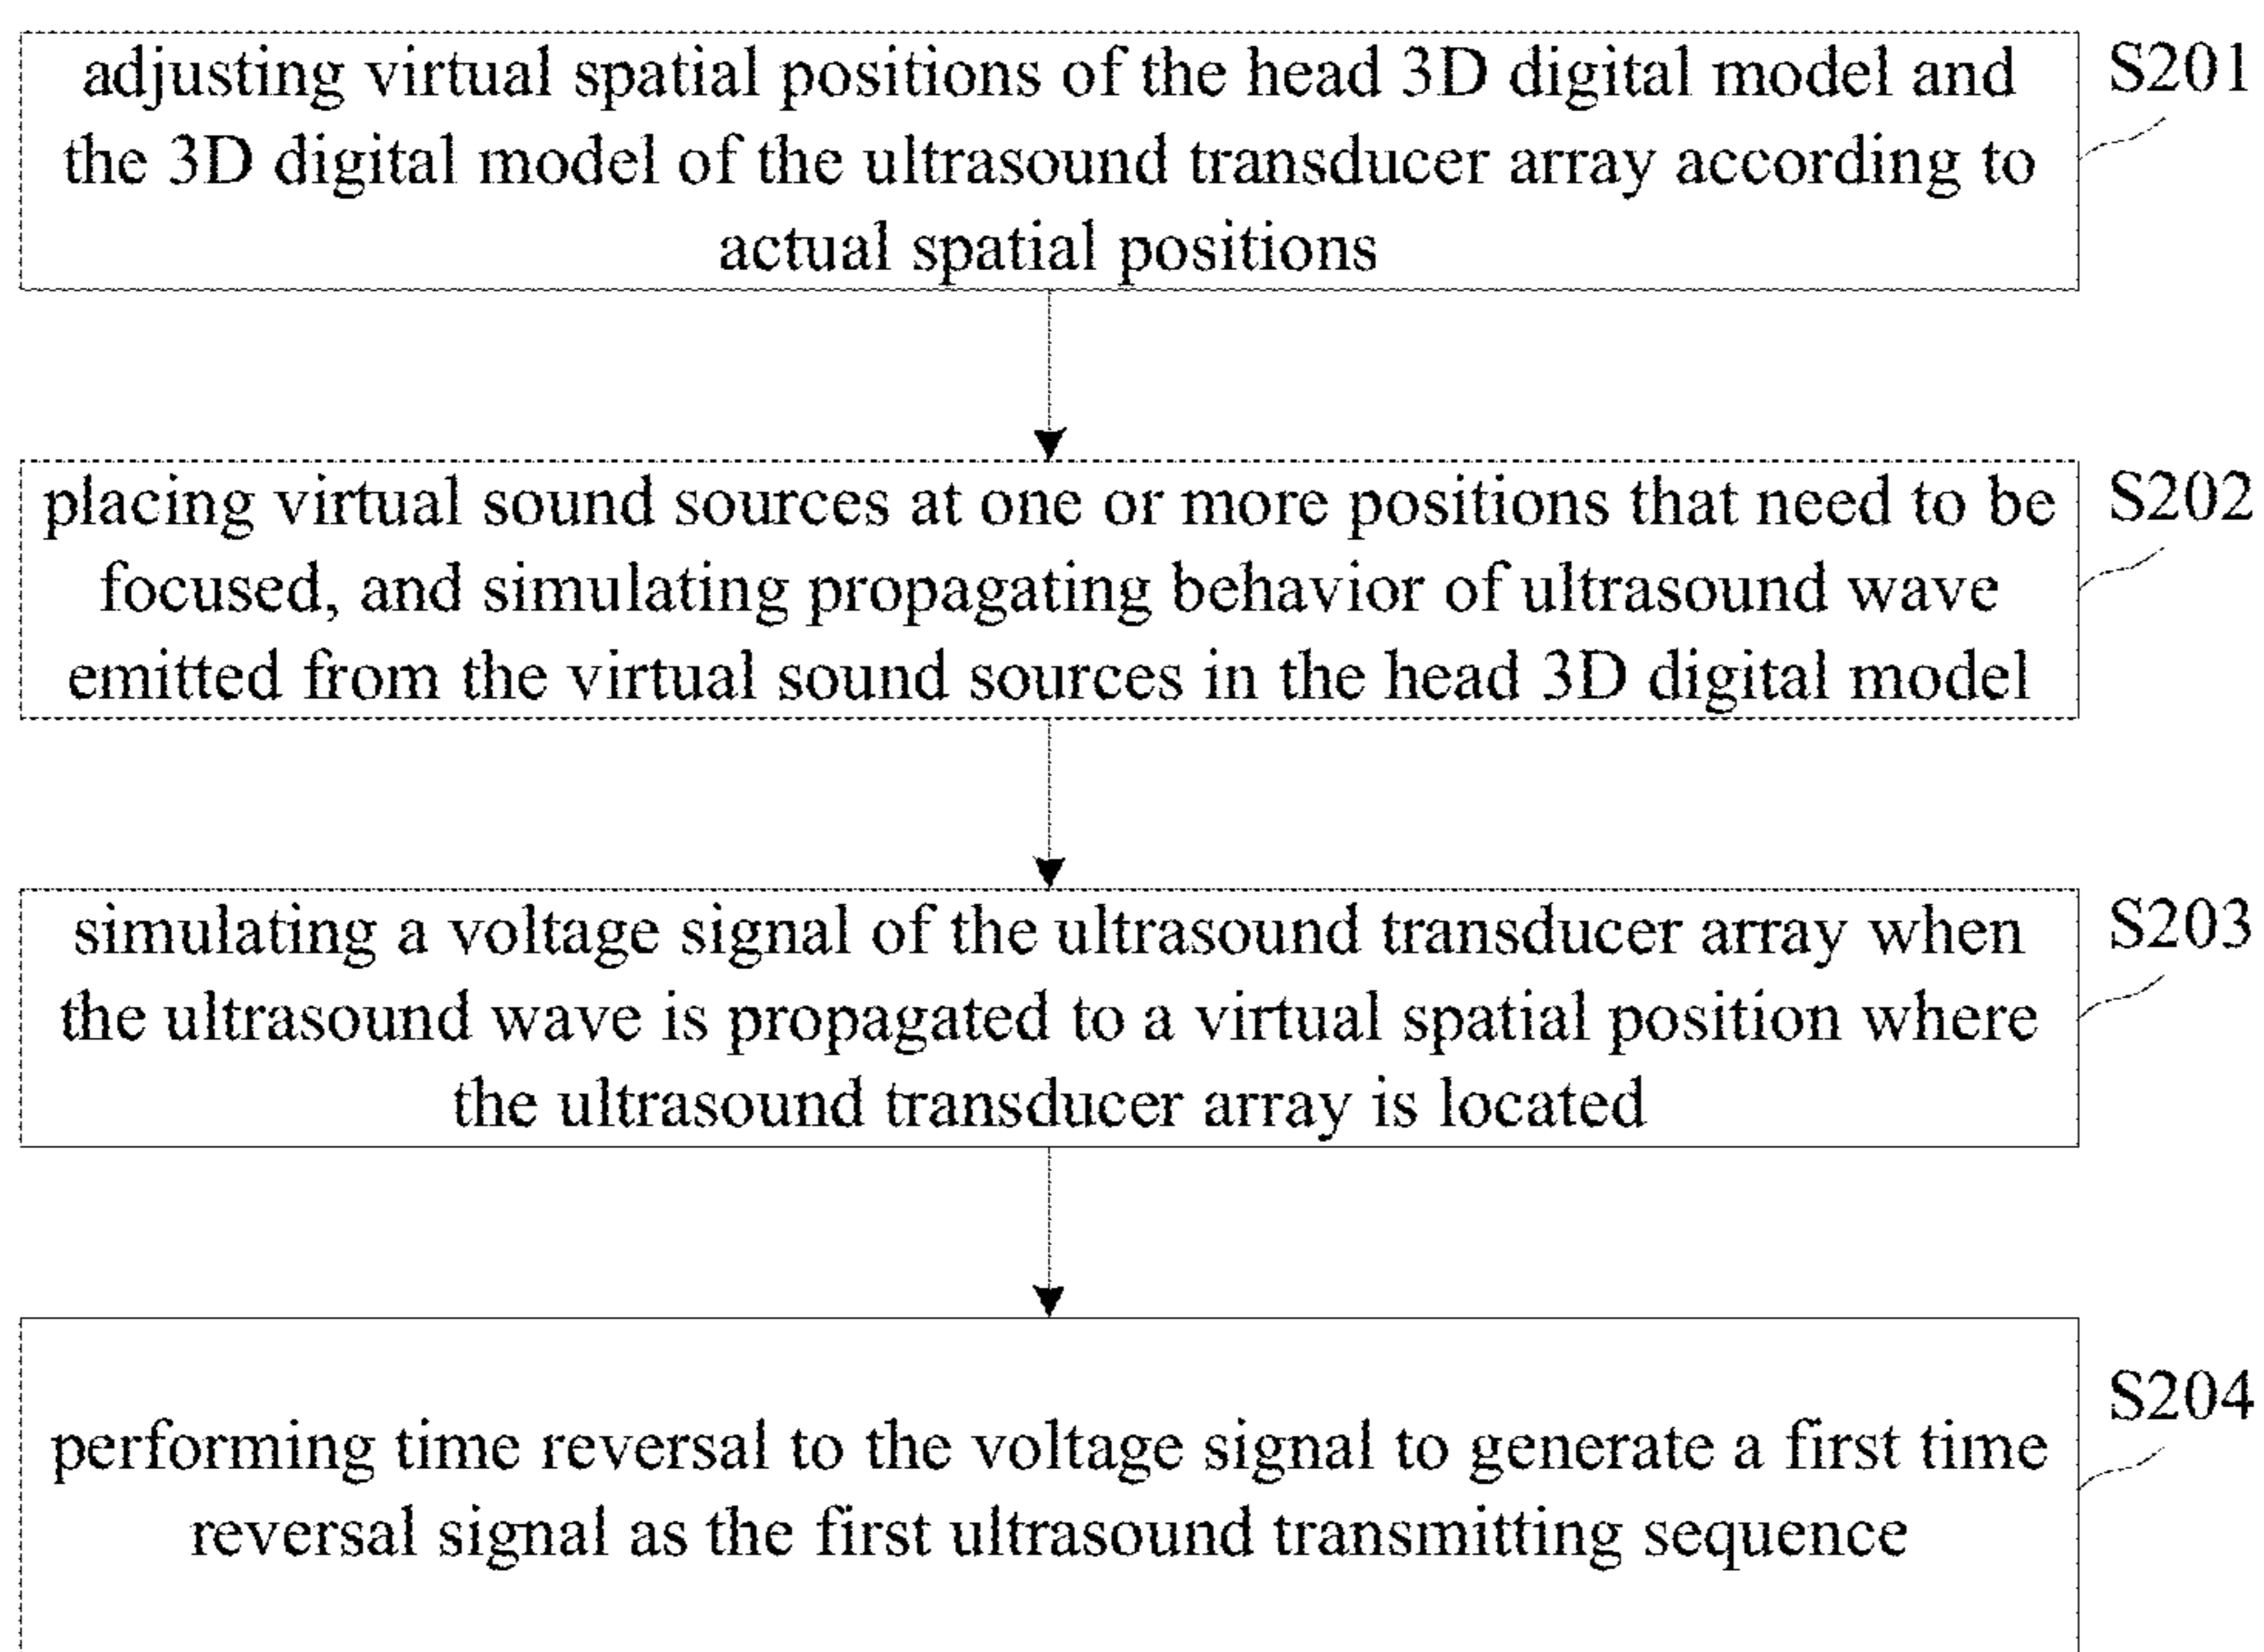 adjusting virtual spatial positions of the head 3D digital model and
the 3D digital model of the ultrasound transducer array according to
actual spatial positions
S201
placing virtual sound sources at one or more positions that need to be
focused, and simulating propagating behavior of ultrasound wave
emitted from the virtual sound sources in the head 3D digital model
S202
simulating a voltage signal of the ultrasound transducer array when
the ultrasound wave is propagated to a virtual spatial position where
the ultrasound transducer array is located
S203
performing time reversal to the voltage signal to generate a first time
reversal signal as the first ultrasound transmitting sequence
S204